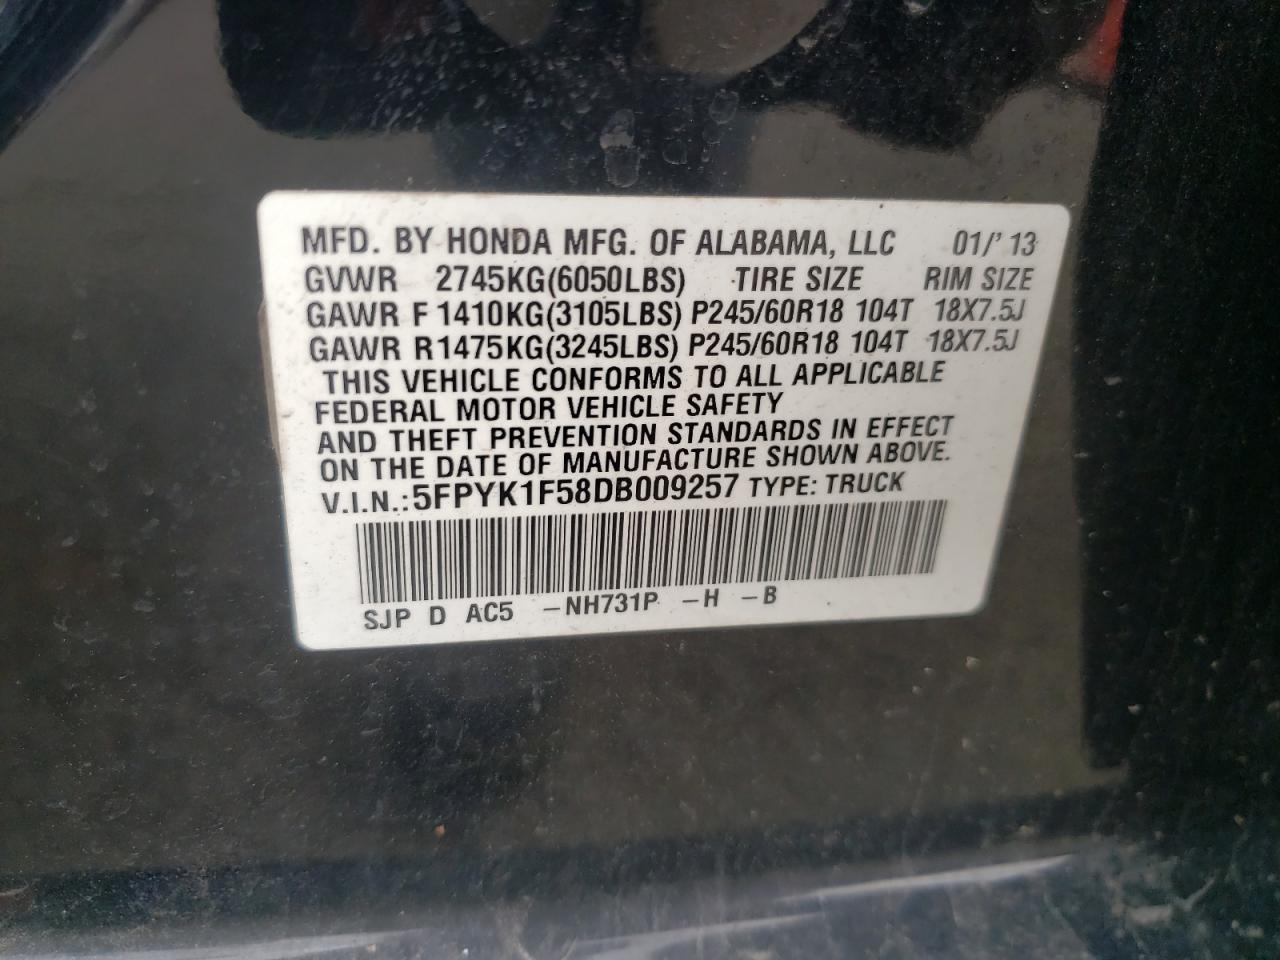 MFD. BY HONDA MFG. OF ALABAMA, LLC 01/'13
GVWR 2745KG(6050LBS) TIRE SIZE RIM SIZE
GAWR F 1410KG(3105LBS) P245/60R18 104T 18X7.5J
GAWR R1475KG(3245LBS) P245/60R18 104T 18X7.5J
THIS VEHICLE CONFORMS TO ALL APPLICABLE
FEDERAL MOTOR VEHICLE SAFETY
AND THEFT PREVENTION STANDARDS IN EFFECT
ON THE DATE OF MANUFACTURE SHOWN ABOVE.
V.I.N.: 5FPYK1F58DB009257 TYPE: TRUCK
SJP D AC5 -NH731P -H -B